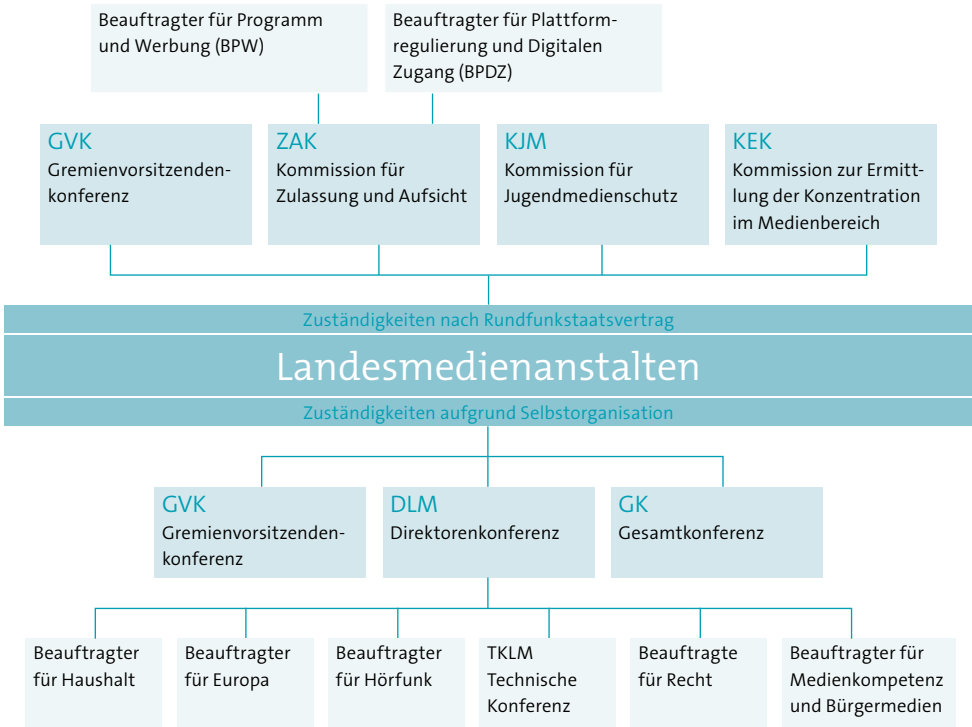 Beauftragter für Programm
und Werbung (BPW)
Beauftragter für Plattform-
regulierung und Digitalen
Zugang (BPDZ)
GVK
Gremienvorsitzenden-
konferenz
ZAK
Kommission für
Zulassung und Aufsicht
KJM
Kommission für
Jugendmedienschutz
KEK
Kommission zur Ermitt-
lung der Konzentration
im Medienbereich
Zuständigkeiten nach Rundfunkstaatsvertrag
Landesmedienanstalten
Zuständigkeiten aufgrund Selbstorganisation
GVK
Gremienvorsitzenden-
konferenz
DLM
Direktorenkonferenz
GK
Gesamtkonferenz
Beauftragter
für Haushalt
Beauftragter
für Europa
Beauftragter
für Hörfunk
TKLM
Technische
Konferenz
Beauftragte
für Recht
Beauftragter für
Medienkompetenz
und Bürgermedien